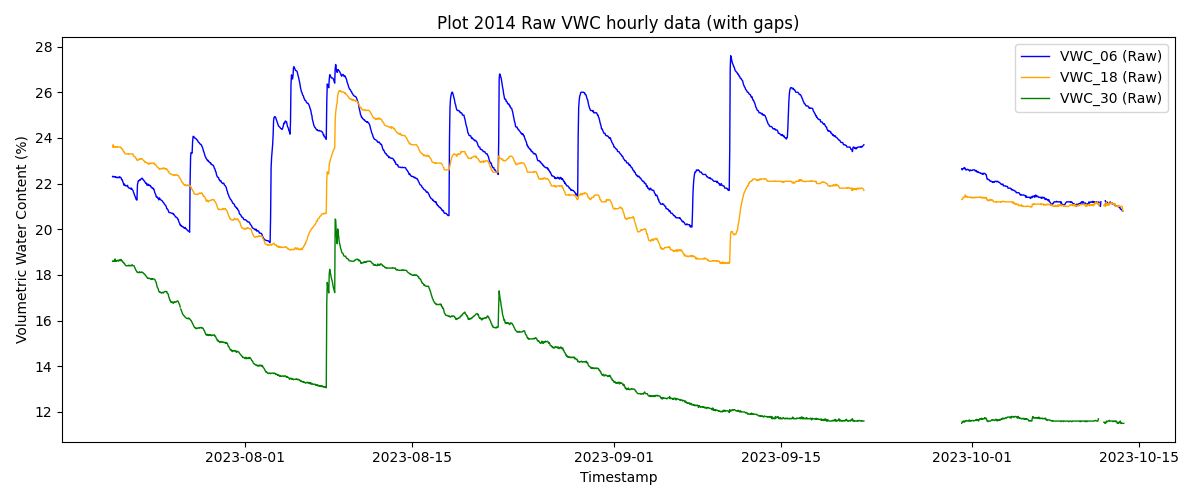 Plot 2014 Raw VWC hourly data (with gaps)
VWC_06 (Raw)
VWC_18 (Raw)
VWC_30 (Raw)
Volumetric Water Content (%)
28
26
24
22
20
18
16
14
12
2023-08-01
2023-08-15
2023-09-01
2023-09-15
2023-10-01
2023-10-15
Timestamp